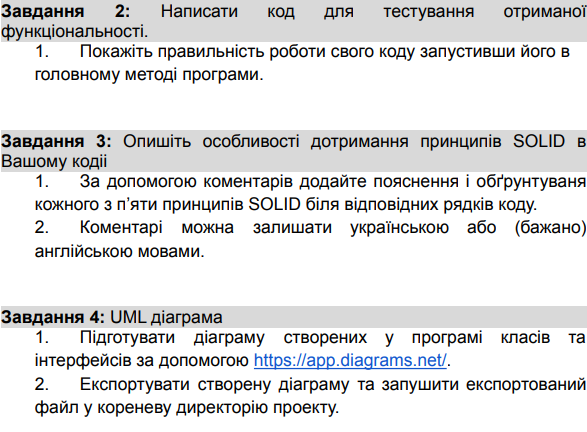 Завдання 2: Написати код для тестування отриманої
функціональності.
1. Покажіть правильність роботи свого коду запустивши його в
головному методі програми.
Завдання 3: Опишіть особливості дотримання принципів SOLID в
Вашому кодіі
1. За допомогою коментарів додайте пояснення і обґрунтуваня
кожного з п’яти принципів SOLID біля відповідних рядків коду.
2. Коментарі можна залишати українською або (бажано)
англійською мовами.
Завдання 4: UML діаграма
1. Підготувати діаграму створених у програмі класів та
інтерфейсів за допомогою https://app.diagrams.net/.
2. Експортувати створену діаграму та запушити експортований
файл у кореневу директорію проекту.